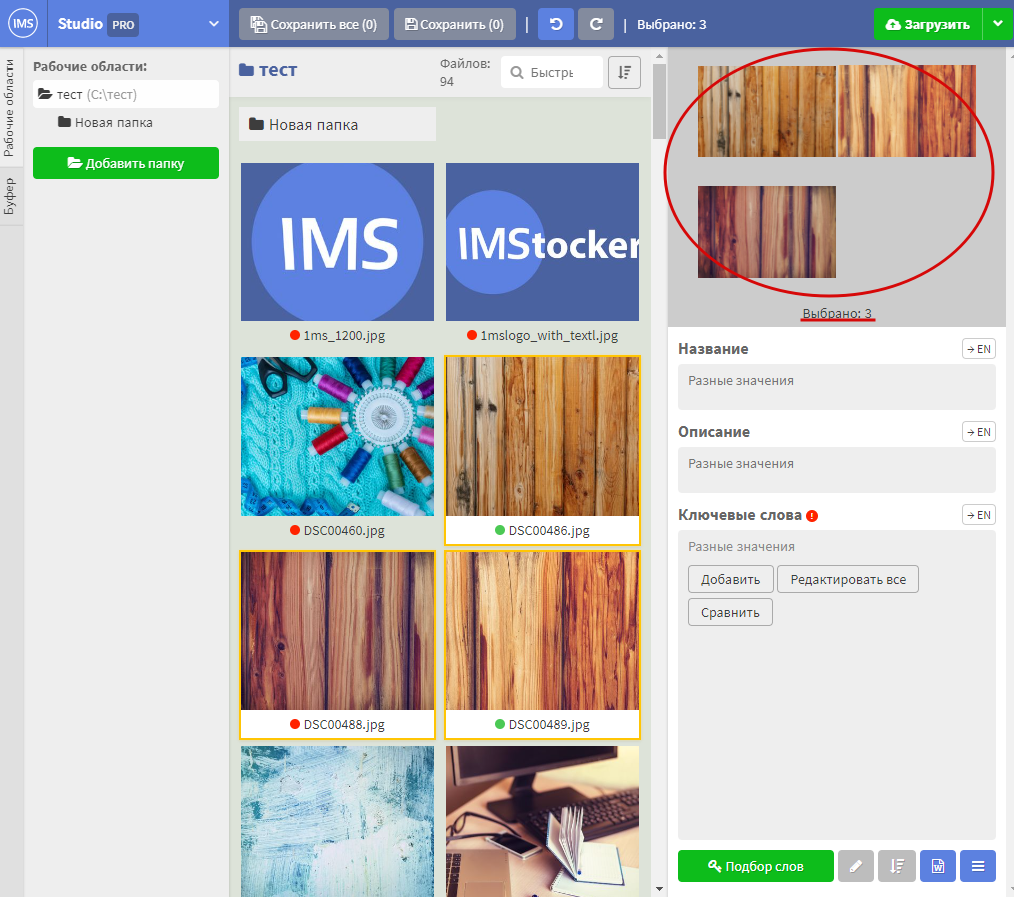 IMS Studio PRO
Сохранить все (0) Сохранить (0) | | Выбрано: 3 Загрузить
Рабочие области
Буфер
Рабочие области:
тест (C:\тест)
Новая папка
Добавить папку
тест
Файлов:
94
Быстры
Новая папка
IMS
IMStocker
1ms_1200.jpg
1mslogo_with_textl.jpg
DSC00460.jpg
DSC00486.jpg
DSC00488.jpg
DSC00489.jpg
Выбрано: 3
Название → EN
Разные значения
Описание → EN
Разные значения
Ключевые слова ! → EN
Разные значения
Добавить Редактировать все
Сравнить
Подбор слов